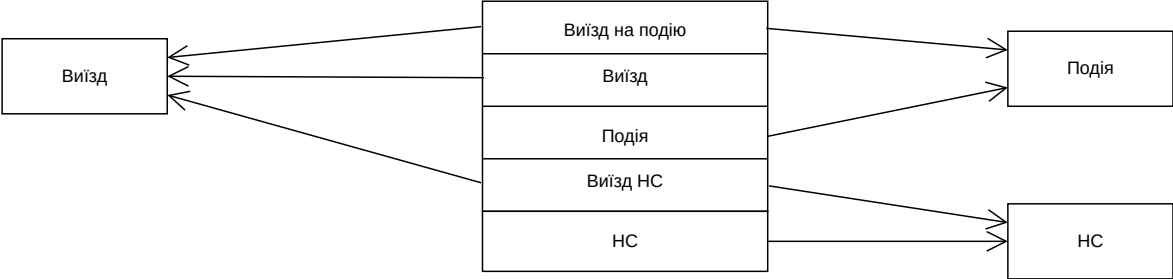 Виїзд на подію
Виїзд
Виїзд
Подія
Подія
Виїзд НС
НС
НС